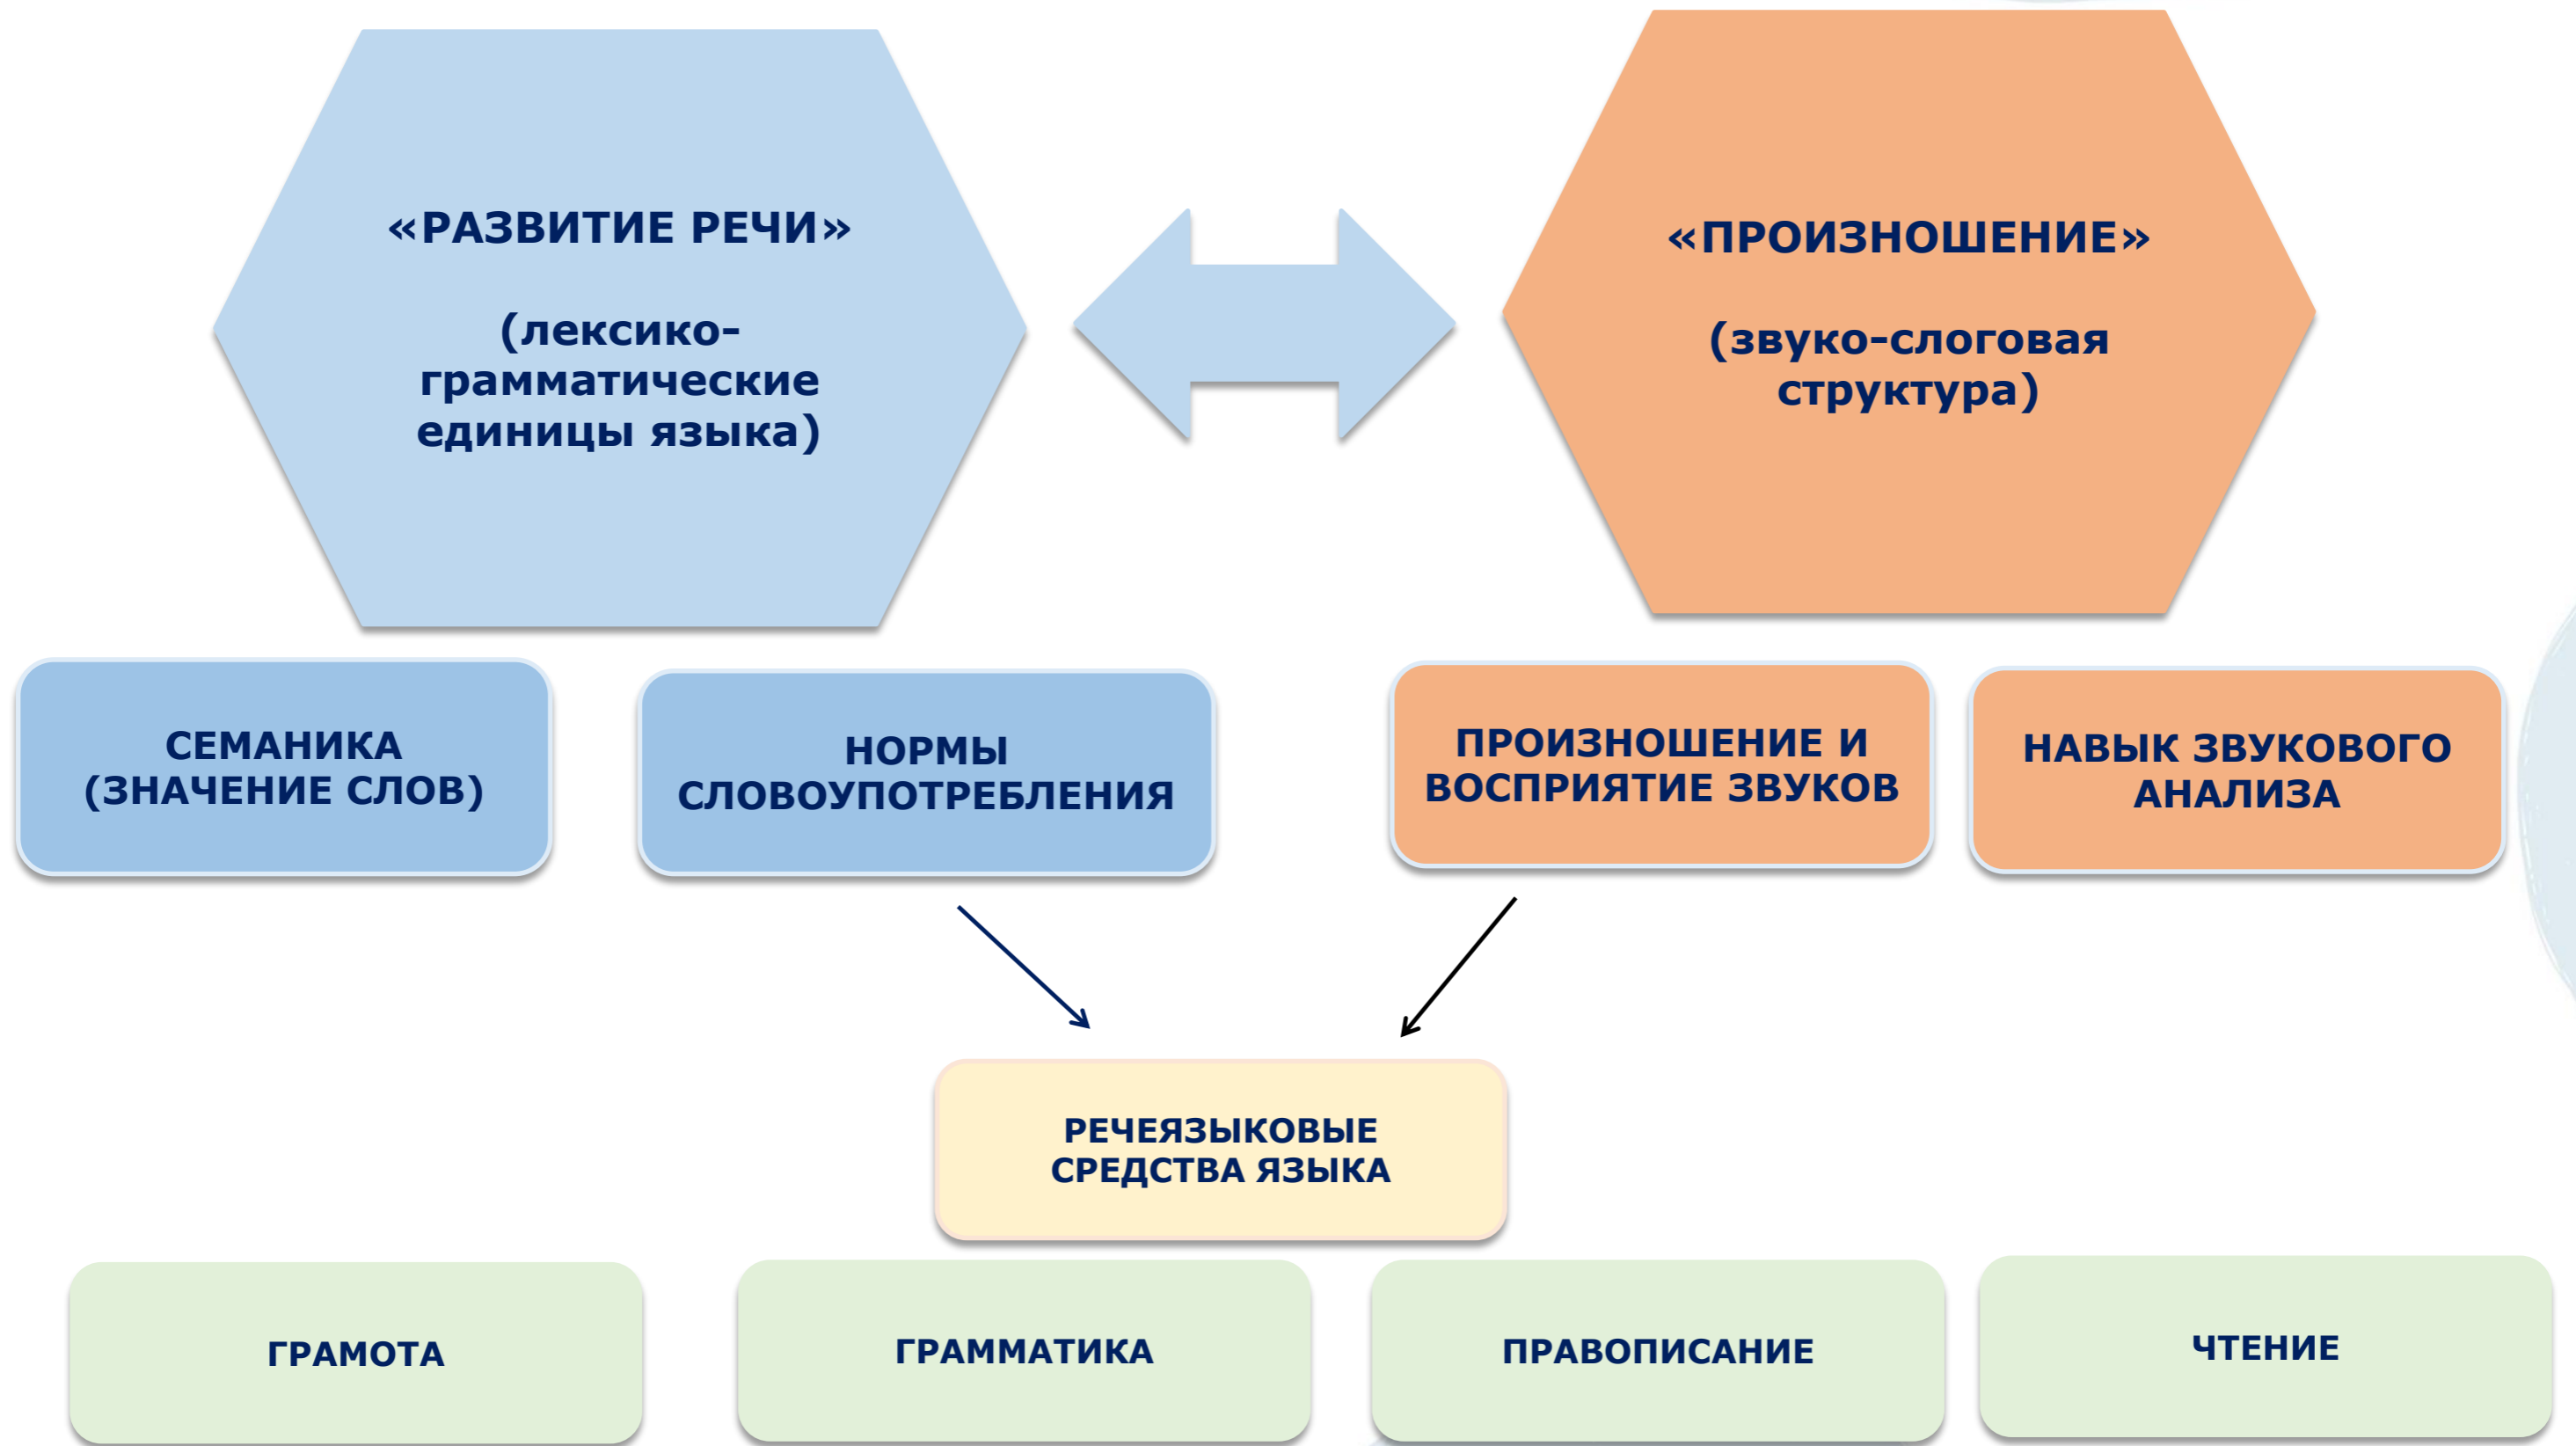 «РАЗВИТИЕ РЕЧИ»
(лексико-
грамматические
единицы языка)
«ПРОИЗНОШЕНИЕ»
(звуко-слоговая
структура)
СЕМАНИКА
(ЗНАЧЕНИЕ СЛОВ)
НОРМЫ
СЛОВОУПОТРЕБЛЕНИЯ
ПРОИЗНОШЕНИЕ И
ВОСПРИЯТИЕ ЗВУКОВ
НАВЫК ЗВУКОВОГО
АНАЛИЗА
РЕЧЕЯЗЫКОВЫЕ
СРЕДСТВА ЯЗЫКА
ГРАМОТА
ГРАММАТИКА
ПРАВОПИСАНИЕ
ЧТЕНИЕ